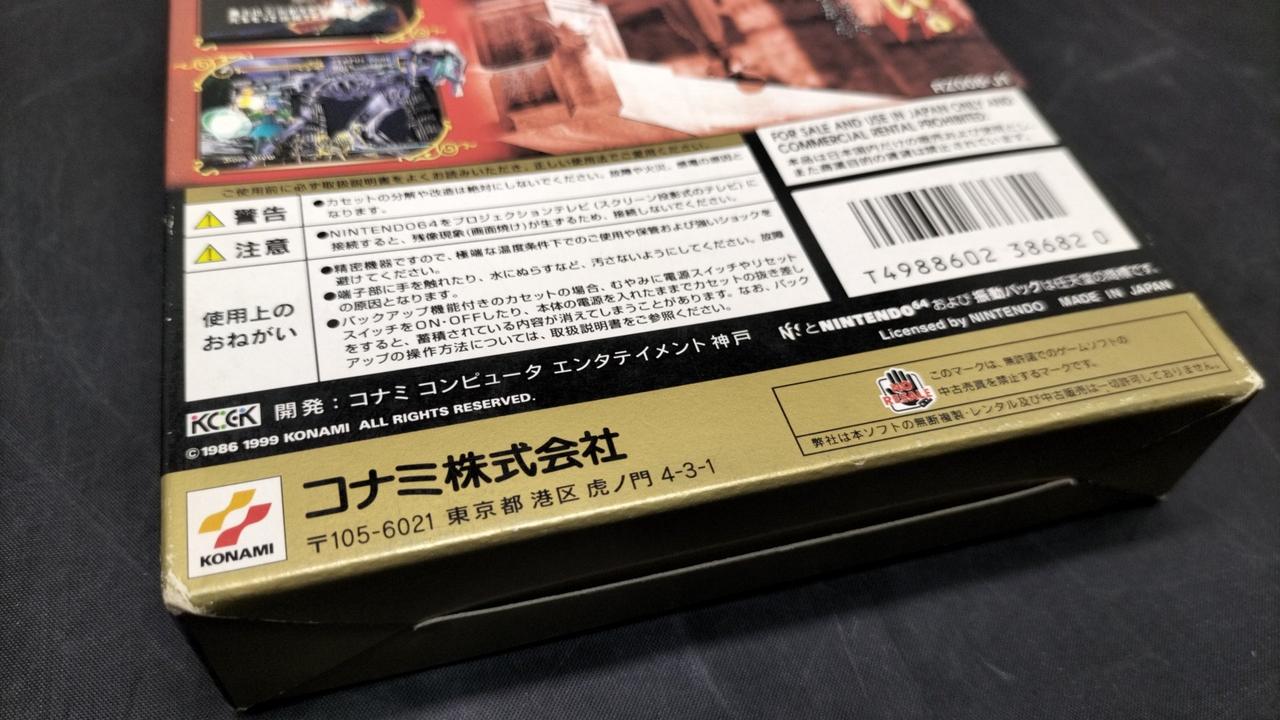 FOR SALE AND USE IN JAPAN ONLY AND
COMMERCIAL RENTAL PROHIBITED.
本品は日本国内だけの販売および使用とし、
また商業目的の賃貸は禁止されています。
T4988602 38682 0
ご使用前に必ず取扱説明書をよくお読みいただき、正しい使用法でご愛用ください。
警告
●カセットの分解や改造は絶対にしないでください。故障や火災、感電の原因と
なります。
注意
●NINTENDO64をプロジェクションテレビ(スクリーン投影式のテレビ)に
接続すると、残像現象(画面焼け)が生ずるため、接続しないでください。
使用上の
おねがい
●精密機器ですので、極端な温度条件下でのご使用や保管および強いショックを
避けてください。
●端子部に手を触れたり、水にぬらすなど、汚さないようにしてください。故障
の原因となります。
●バックアップ機能付きのカセットの場合、むやみに電源スイッチやリセット
スイッチをON・OFFしたり、本体の電源を入れたままでカセットの抜き差し
をすると、蓄積されている内容が消えてしまうことがあります。なお、バック
アップの操作方法については、取扱説明書をご参照ください。
とNINTENDO64および振動パックは任天堂の商標です。
Licensed by NINTENDO MADE IN JAPAN
KCEK 開発:コナミ コンピュータ エンタテイメント神戸
©1986 1999 KONAMI ALL RIGHTS RESERVED.
NO RESALE
このマークは、無許諾でのゲームソフトの
中古売買を禁止するマークです。
弊社は本ソフトの無断複製・レンタル及び中古販売は一切許可しておりません。
KONAMI
コナミ株式会社
〒105-6021 東京都 港区 虎ノ門 4-3-1